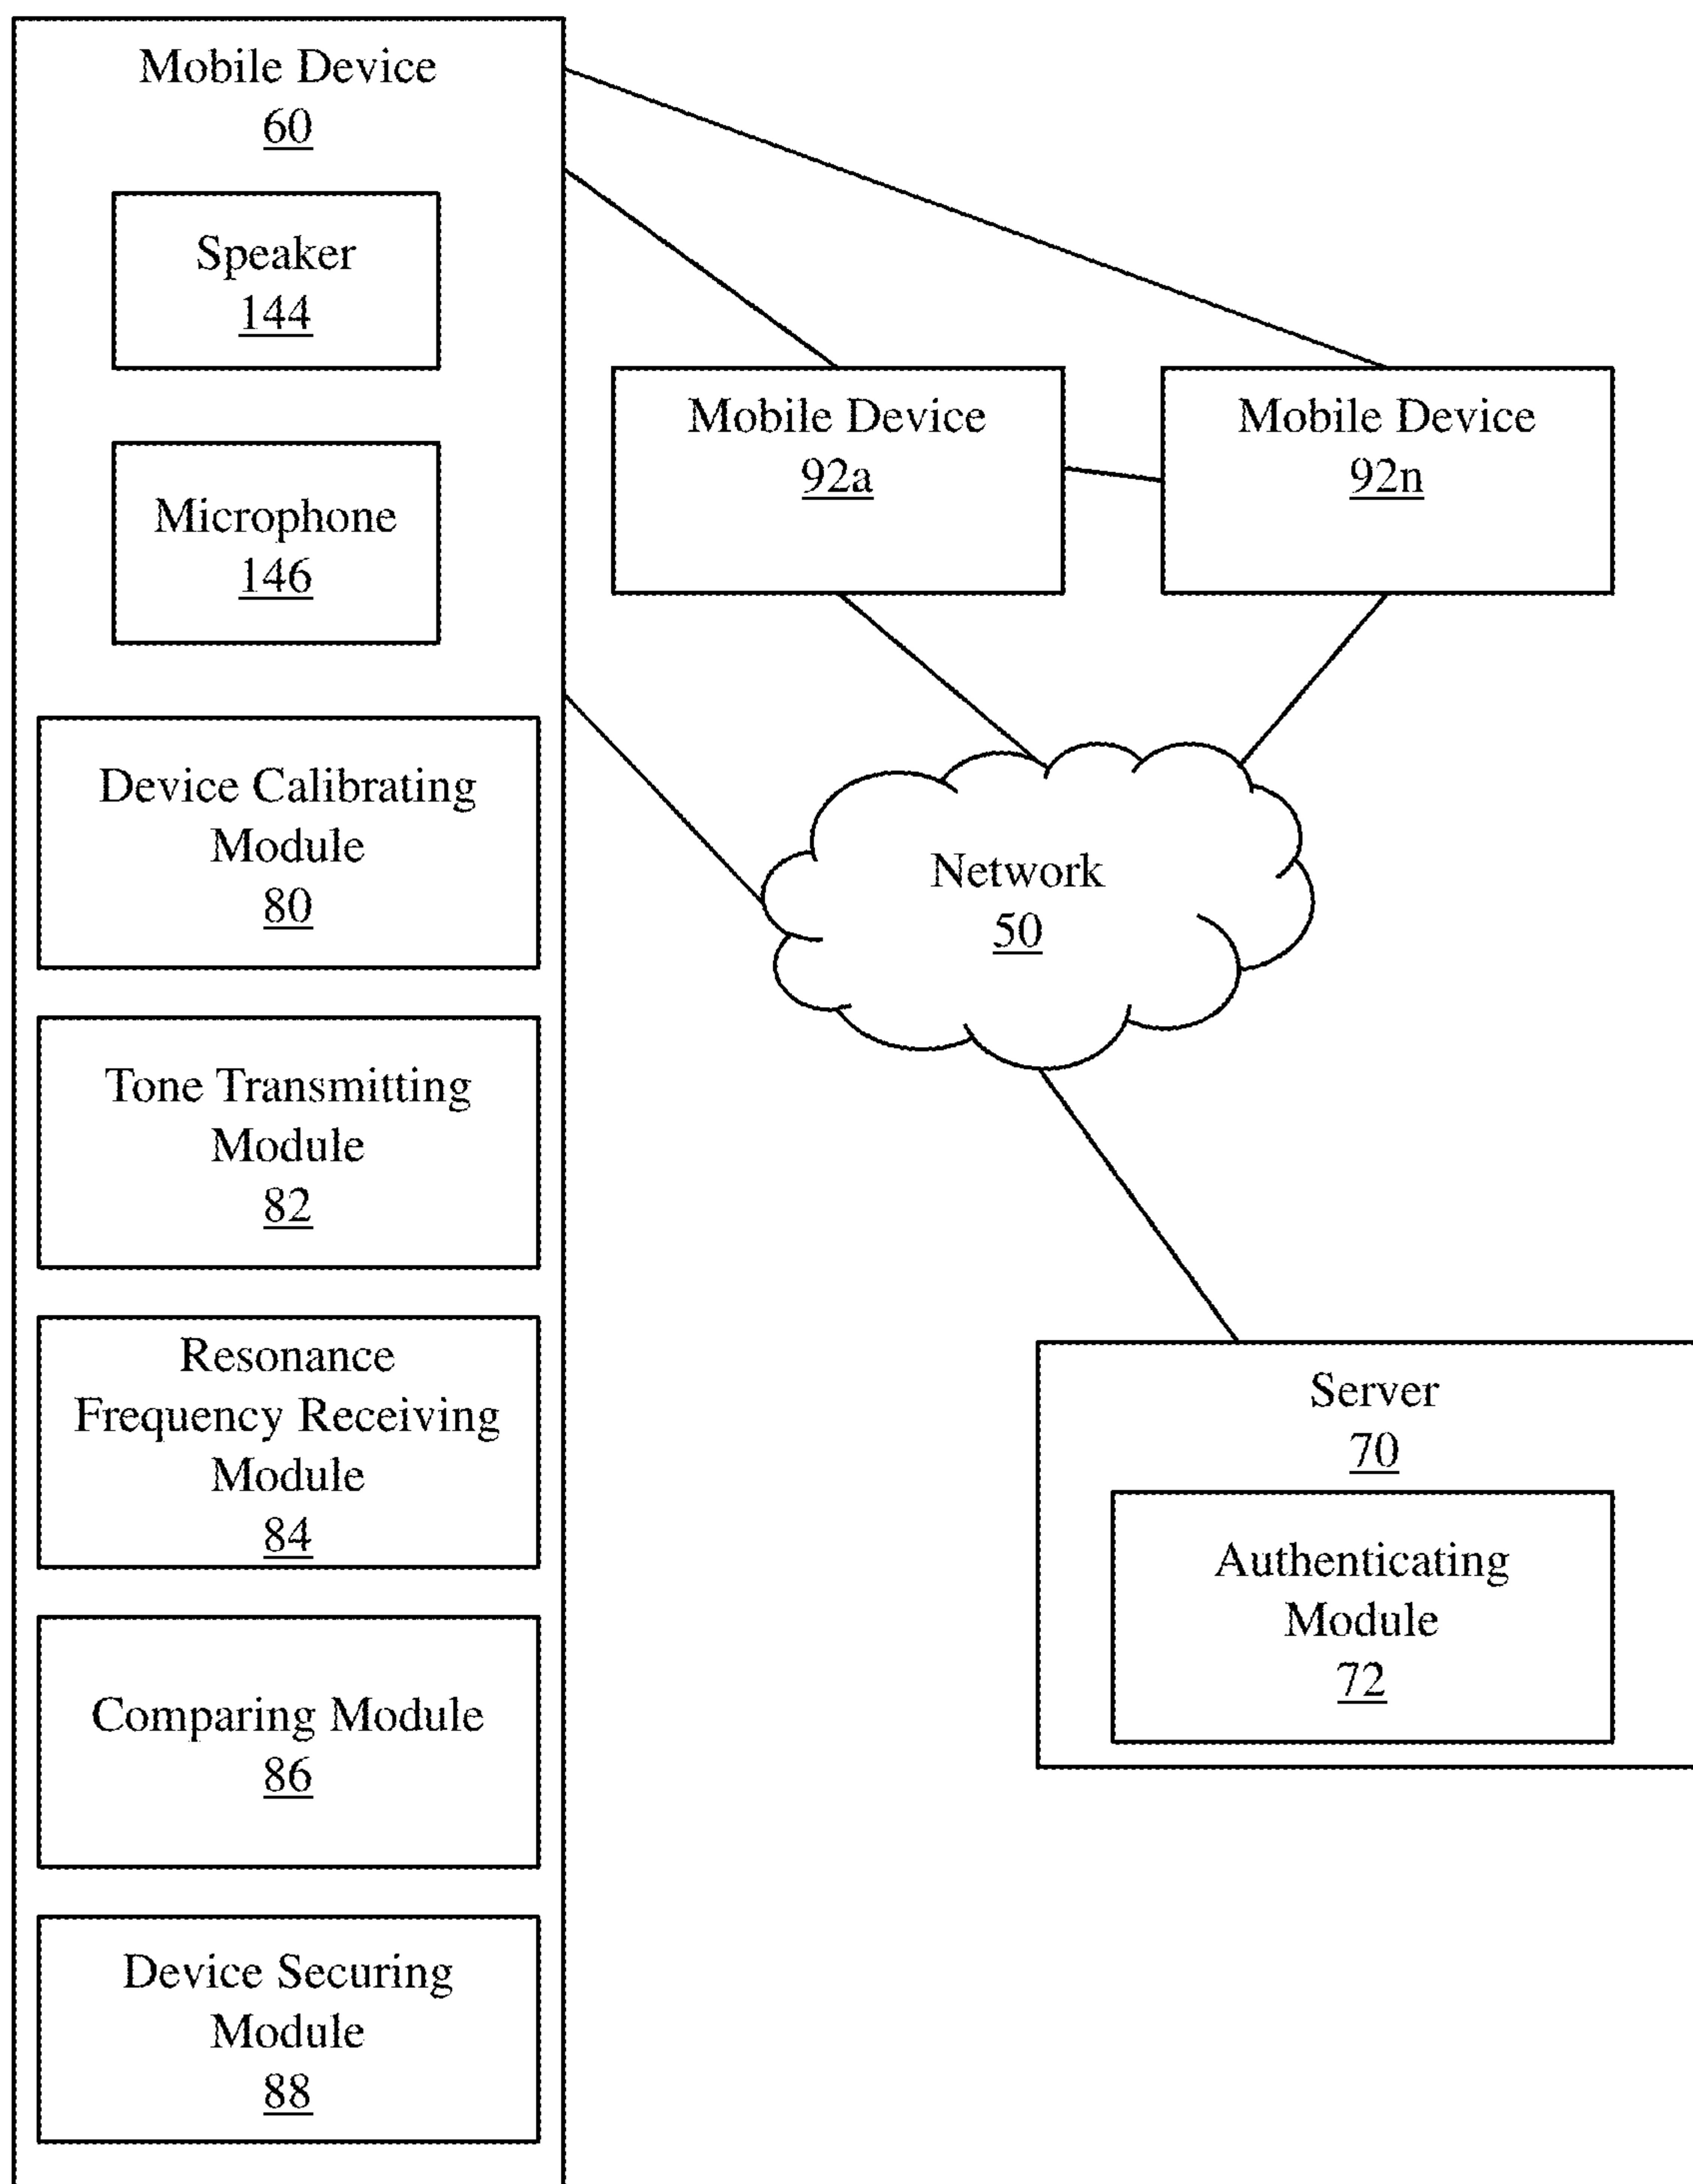 Mobile Device
60
Speaker
144
Microphone
146
Device Calibrating
Module
80
Tone Transmitting
Module
82
Resonance
Frequency Receiving
Module
84
Comparing Module
86
Device Securing
Module
88
Mobile Device
92a
Mobile Device
92n
Network
50
Server
70
Authenticating
Module
72